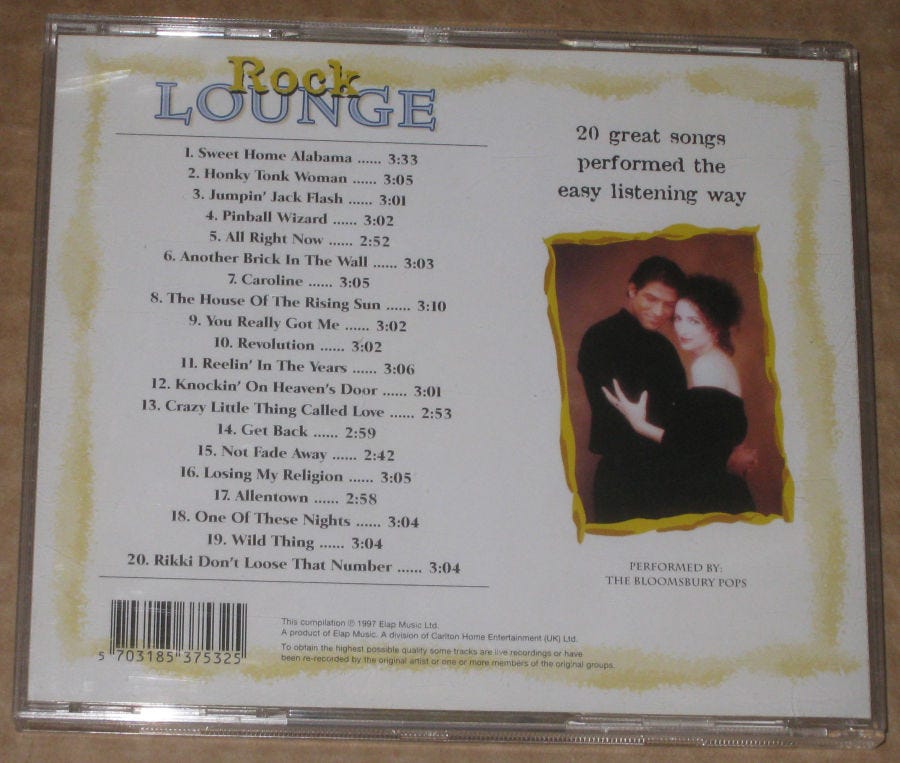 Rock
LOUNGE
1. Sweet Home Alabama ...... 3:33
2. Honky Tonk Woman ...... 3:05
3. Jumpin' Jack Flash ...... 3:01
4. Pinball Wizard ...... 3:02
5. All Right Now ...... 2:52
6. Another Brick In The Wall ...... 3:03
7. Caroline ...... 3:05
8. The House Of The Rising Sun ...... 3:10
9. You Really Got Me ...... 3:02
10. Revolution ...... 3:02
11. Reelin' In The Years ...... 3:06
12. Knockin' On Heaven's Door ...... 3:01
13. Crazy Little Thing Called Love ...... 2:53
14. Get Back ...... 2:59
15. Not Fade Away ...... 2:42
16. Losing My Religion ...... 3:05
17. Allentown ...... 2:58
18. One Of These Nights ...... 3:04
19. Wild Thing ...... 3:04
20. Rikki Don't Loose That Number ...... 3:04
20 great songs
performed the
easy listening way
PERFORMED BY:
THE BLOOMSBURY POPS
5 703185 375325
This compilation ℗ 1997 Elap Music Ltd.
A product of Elap Music. A division of Carlton Home Entertainment (UK) Ltd.
To obtain the highest possible quality some tracks are live recordings or have
been re-recorded by the original artist or one or more members of the original groups.